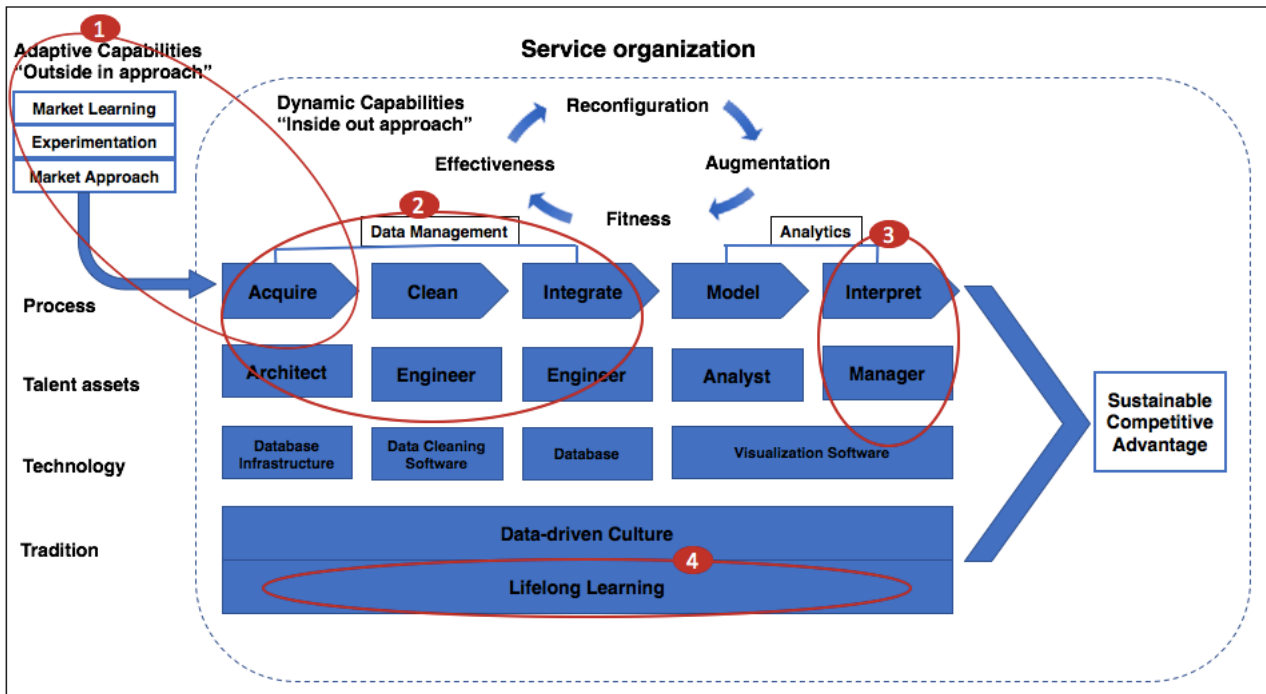 1
Adaptive Capabilities
“Outside in approach”
Market Learning
Experimentation
Market Approach
Service organization
Dynamic Capabilities
“Inside out approach”
Reconfiguration
Effectiveness
Augmentation
Fitness
2
Data Management
Analytics
3
Process
Acquire
Clean
Integrate
Model
Interpret
Talent assets
Architect
Engineer
Engineer
Analyst
Manager
Technology
Database
Infrastructure
Data Cleaning
Software
Database
Visualization Software
Sustainable
Competitive
Advantage
Tradition
Data-driven Culture
4
Lifelong Learning